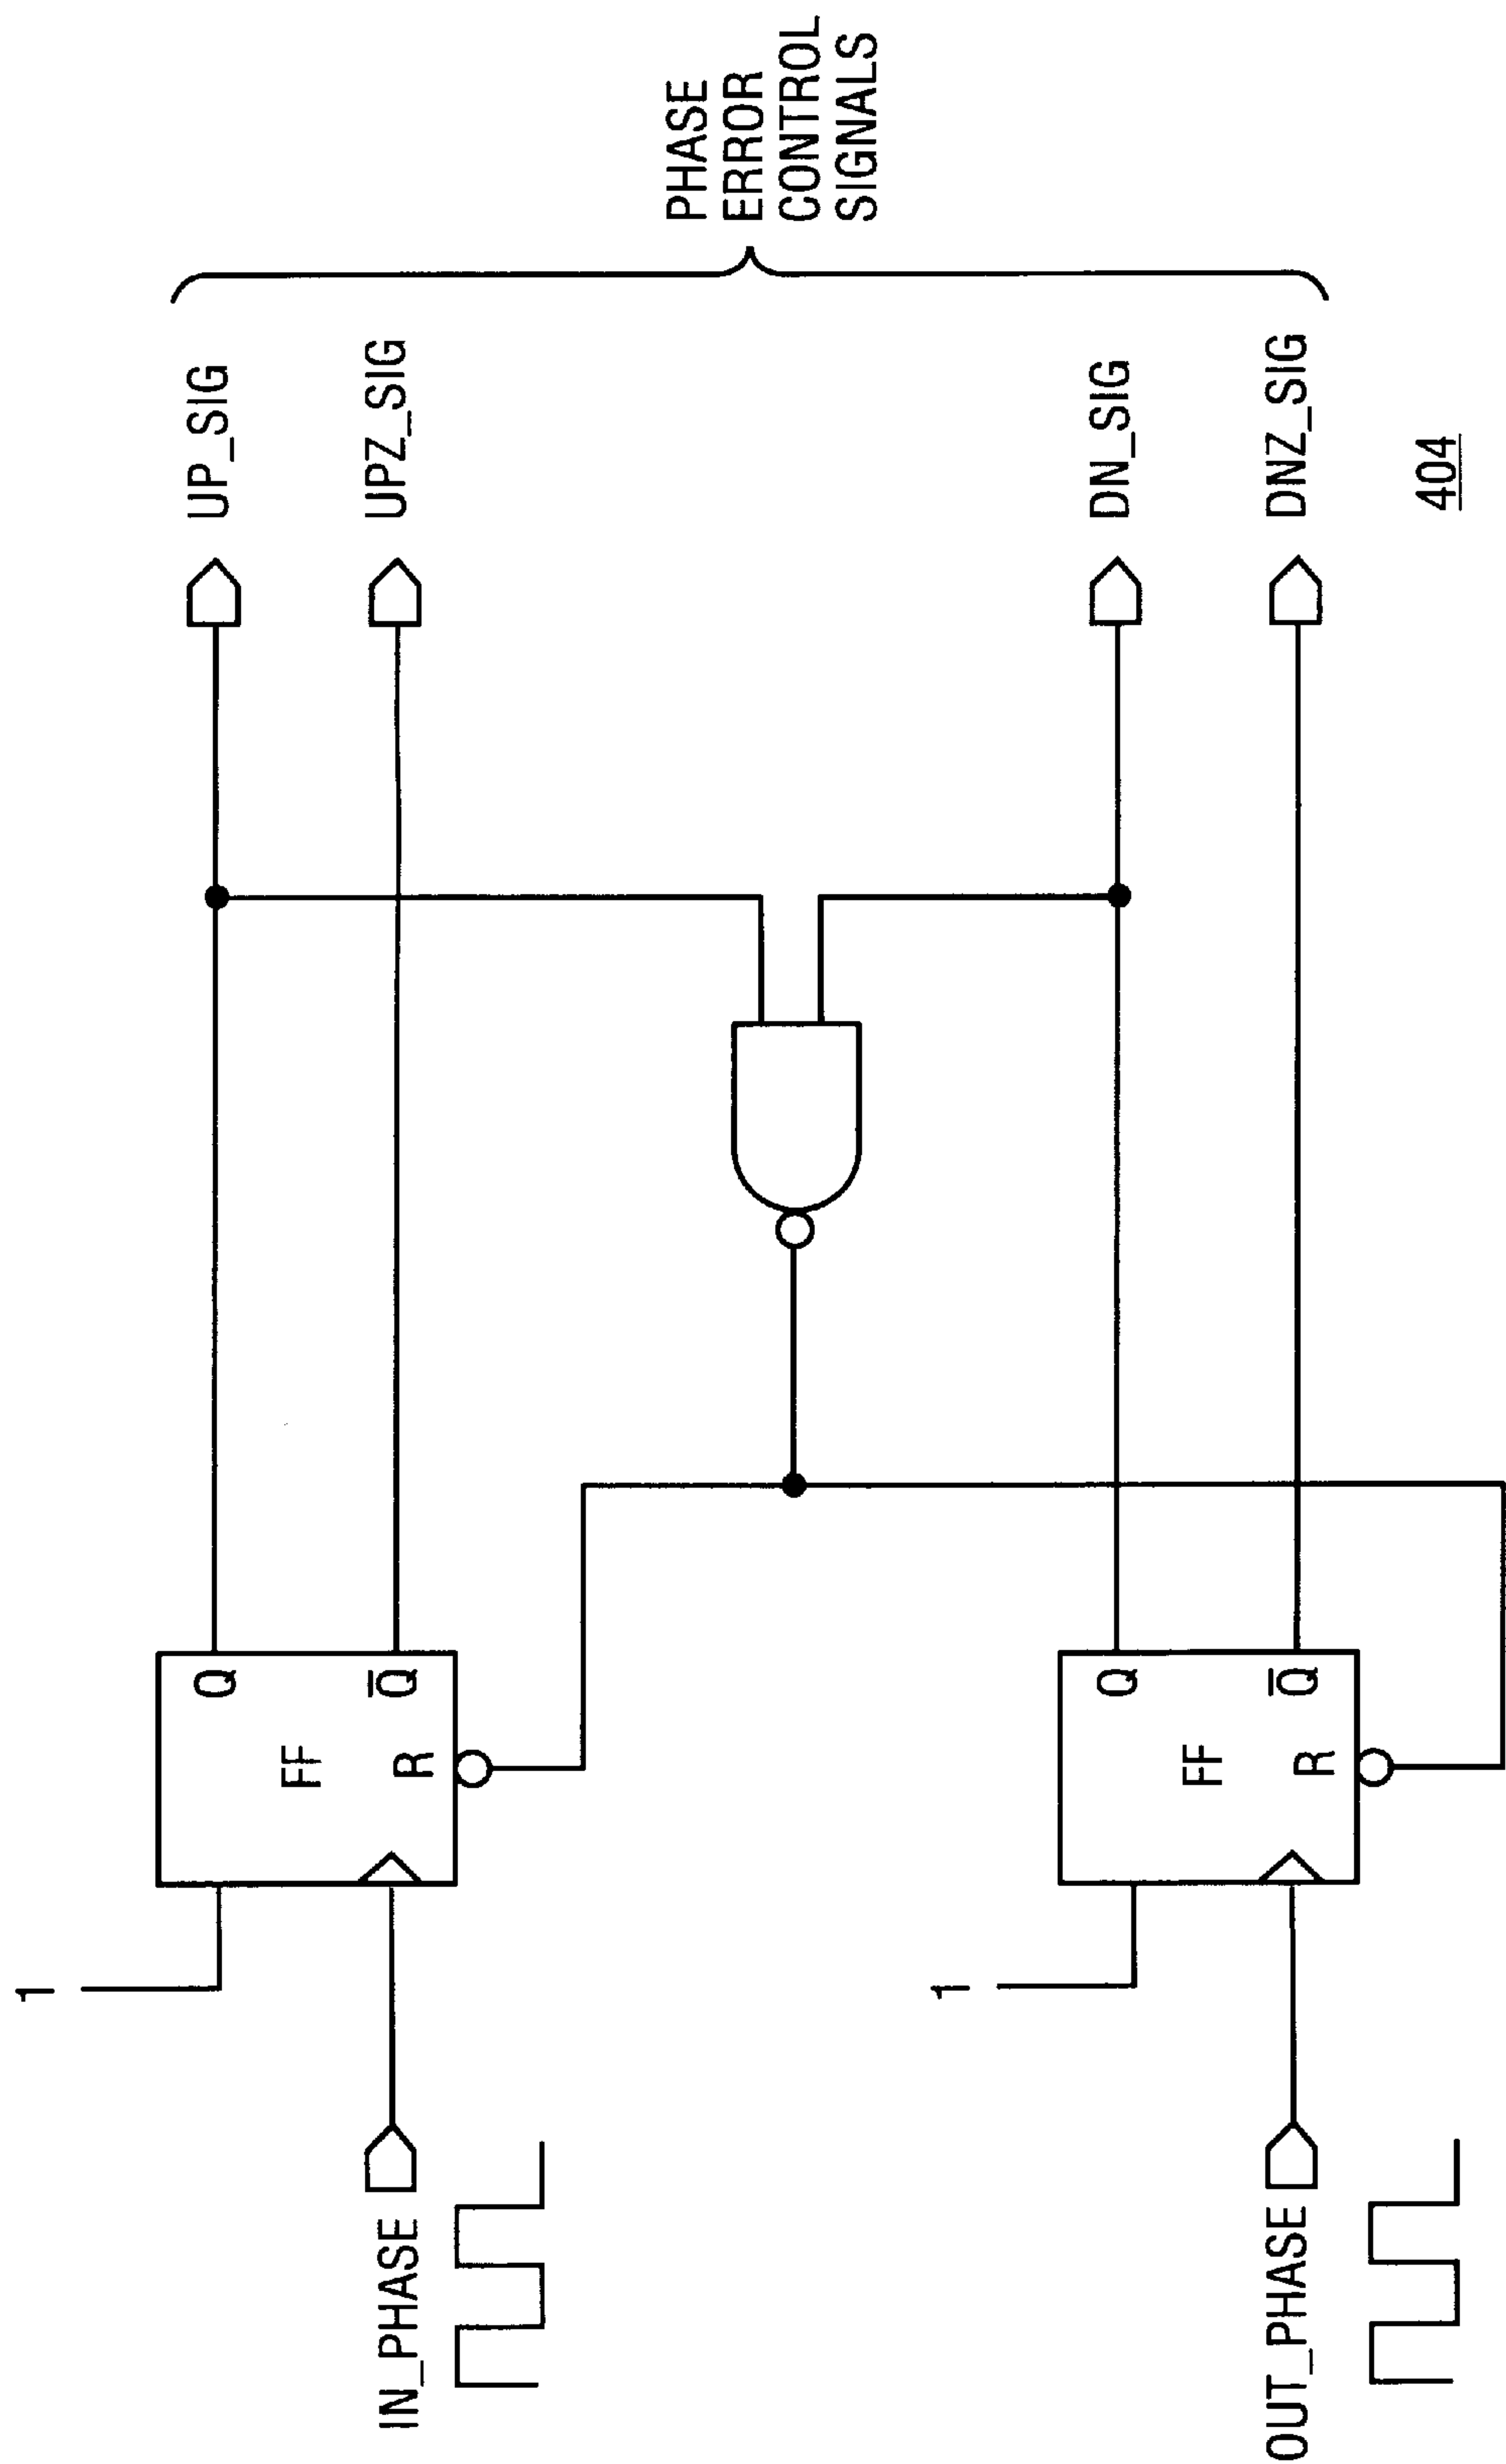 1
IN_PHASE
FF
Q
Q̅
R
UP_SIG
UPZ_SIG
PHASE
ERROR
CONTROL
SIGNALS
1
OUT_PHASE
FF
Q
Q̅
R
DN_SIG
DNZ_SIG
404